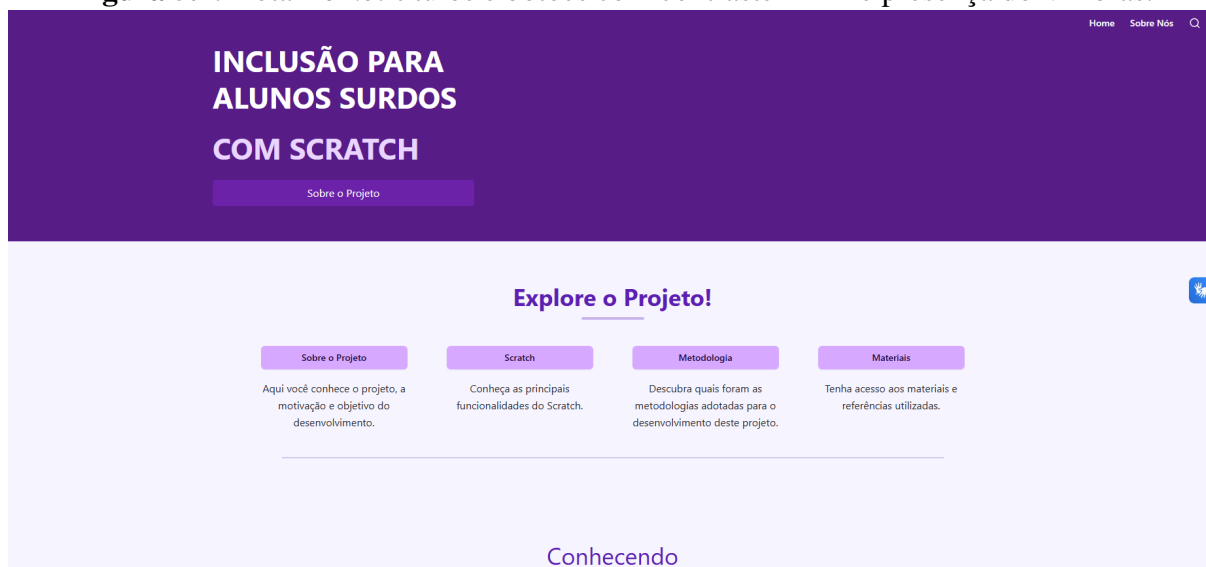 Home Sobre Nós
INCLUSÃO PARA
ALUNOS SURDOS
COM SCRATCH
Sobre o Projeto
Explore o Projeto!
Sobre o Projeto
Aqui você conhece o projeto, a
motivação e objetivo do
desenvolvimento.
Scratch
Conheça as principais
funcionalidades do Scratch.
Metodologia
Descubra quais foram as
metodologias adotadas para o
desenvolvimento deste projeto.
Materiais
Tenha acesso aos materiais e
referências utilizadas.
Conhecendo